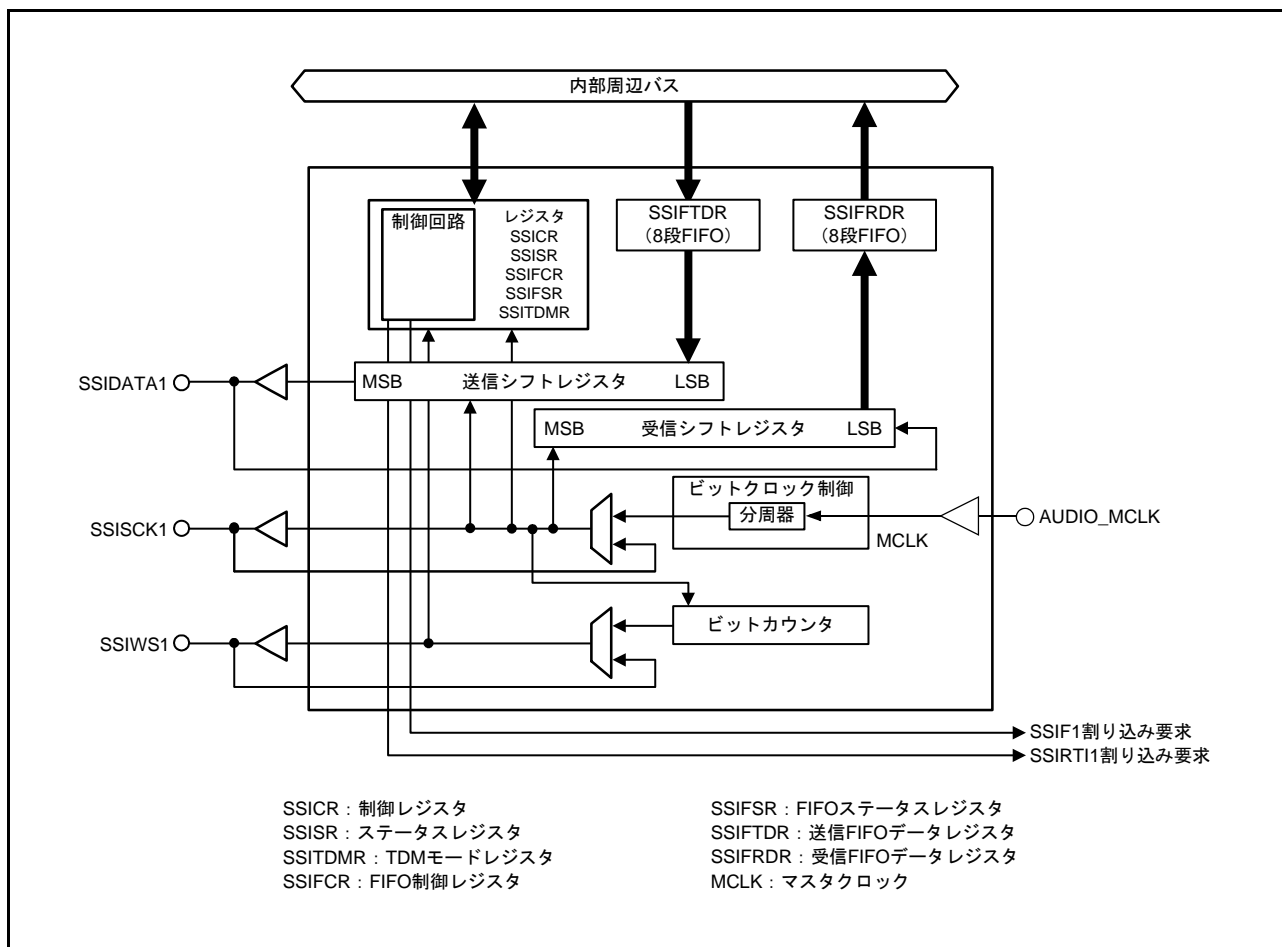 内部周辺バス
制御回路
レジスタ
SSICR
SSISR
SSIFCR
SSIFSR
SSITDMR
SSIFTDR
（8段FIFO）
SSIFRDR
（8段FIFO）
SSIDATA1
MSB 送信シフトレジスタ LSB
MSB 受信シフトレジスタ LSB
ビットクロック制御
分周器
MCLK
AUDIO_MCLK
SSISCK1
ビットカウンタ
SSIWS1
SSIF1割り込み要求
SSIRTI1割り込み要求
SSICR：制御レジスタ
SSISR：ステータスレジスタ
SSITDMR：TDMモードレジスタ
SSIFCR：FIFO制御レジスタ
SSIFSR：FIFOステータスレジスタ
SSIFTDR：送信FIFOデータレジスタ
SSIFRDR：受信FIFOデータレジスタ
MCLK：マスタクロック